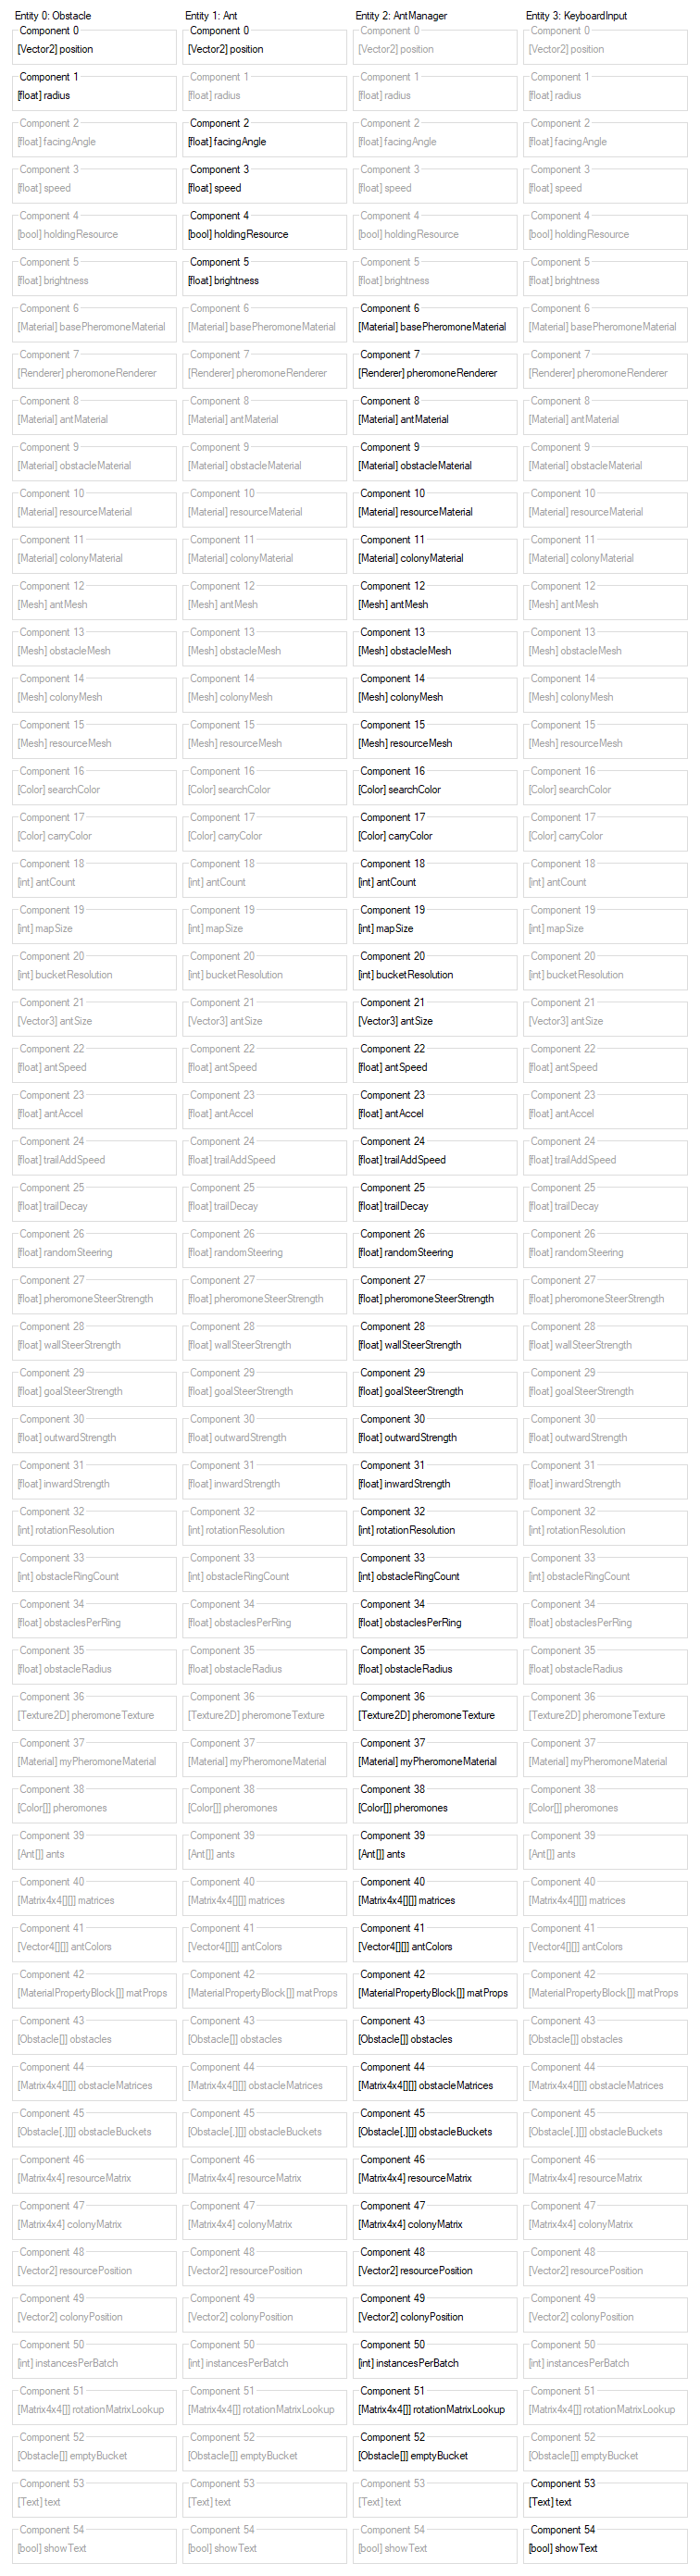 Entity 0: Obstacle Entity 1: Ant Entity 2: AntManager Entity 3: KeyboardInput
Component 0 Component 0 Component 0 Component 0
[Vector2] position [Vector2] position [Vector2] position [Vector2] position
Component 1 Component 1 Component 1 Component 1
[float] radius [float] radius [float] radius [float] radius
Component 2 Component 2 Component 2 Component 2
[float] facingAngle [float] facingAngle [float] facingAngle [float] facingAngle
Component 3 Component 3 Component 3 Component 3
[float] speed [float] speed [float] speed [float] speed
Component 4 Component 4 Component 4 Component 4
[bool] holdingResource [bool] holdingResource [bool] holdingResource [bool] holdingResource
Component 5 Component 5 Component 5 Component 5
[float] brightness [float] brightness [float] brightness [float] brightness
Component 6 Component 6 Component 6 Component 6
[Material] basePheromoneMaterial [Material] basePheromoneMaterial [Material] basePheromoneMaterial [Material] basePheromoneMaterial
Component 7 Component 7 Component 7 Component 7
[Renderer] pheromoneRenderer [Renderer] pheromoneRenderer [Renderer] pheromoneRenderer [Renderer] pheromoneRenderer
Component 8 Component 8 Component 8 Component 8
[Material] antMaterial [Material] antMaterial [Material] antMaterial [Material] antMaterial
Component 9 Component 9 Component 9 Component 9
[Material] obstacleMaterial [Material] obstacleMaterial [Material] obstacleMaterial [Material] obstacleMaterial
Component 10 Component 10 Component 10 Component 10
[Material] resourceMaterial [Material] resourceMaterial [Material] resourceMaterial [Material] resourceMaterial
Component 11 Component 11 Component 11 Component 11
[Material] colonyMaterial [Material] colonyMaterial [Material] colonyMaterial [Material] colonyMaterial
Component 12 Component 12 Component 12 Component 12
[Mesh] antMesh [Mesh] antMesh [Mesh] antMesh [Mesh] antMesh
Component 13 Component 13 Component 13 Component 13
[Mesh] obstacleMesh [Mesh] obstacleMesh [Mesh] obstacleMesh [Mesh] obstacleMesh
Component 14 Component 14 Component 14 Component 14
[Mesh] colonyMesh [Mesh] colonyMesh [Mesh] colonyMesh [Mesh] colonyMesh
Component 15 Component 15 Component 15 Component 15
[Mesh] resourceMesh [Mesh] resourceMesh [Mesh] resourceMesh [Mesh] resourceMesh
Component 16 Component 16 Component 16 Component 16
[Color] searchColor [Color] searchColor [Color] searchColor [Color] searchColor
Component 17 Component 17 Component 17 Component 17
[Color] carryColor [Color] carryColor [Color] carryColor [Color] carryColor
Component 18 Component 18 Component 18 Component 18
[int] antCount [int] antCount [int] antCount [int] antCount
Component 19 Component 19 Component 19 Component 19
[int] mapSize [int] mapSize [int] mapSize [int] mapSize
Component 20 Component 20 Component 20 Component 20
[int] bucketResolution [int] bucketResolution [int] bucketResolution [int] bucketResolution
Component 21 Component 21 Component 21 Component 21
[Vector3] antSize [Vector3] antSize [Vector3] antSize [Vector3] antSize
Component 22 Component 22 Component 22 Component 22
[float] antSpeed [float] antSpeed [float] antSpeed [float] antSpeed
Component 23 Component 23 Component 23 Component 23
[float] antAccel [float] antAccel [float] antAccel [float] antAccel
Component 24 Component 24 Component 24 Component 24
[float] trailAddSpeed [float] trailAddSpeed [float] trailAddSpeed [float] trailAddSpeed
Component 25 Component 25 Component 25 Component 25
[float] trailDecay [float] trailDecay [float] trailDecay [float] trailDecay
Component 26 Component 26 Component 26 Component 26
[float] randomSteering [float] randomSteering [float] randomSteering [float] randomSteering
Component 27 Component 27 Component 27 Component 27
[float] pheromoneSteerStrength [float] pheromoneSteerStrength [float] pheromoneSteerStrength [float] pheromoneSteerStrength
Component 28 Component 28 Component 28 Component 28
[float] wallSteerStrength [float] wallSteerStrength [float] wallSteerStrength [float] wallSteerStrength
Component 29 Component 29 Component 29 Component 29
[float] goalSteerStrength [float] goalSteerStrength [float] goalSteerStrength [float] goalSteerStrength
Component 30 Component 30 Component 30 Component 30
[float] outwardStrength [float] outwardStrength [float] outwardStrength [float] outwardStrength
Component 31 Component 31 Component 31 Component 31
[float] inwardStrength [float] inwardStrength [float] inwardStrength [float] inwardStrength
Component 32 Component 32 Component 32 Component 32
[int] rotationResolution [int] rotationResolution [int] rotationResolution [int] rotationResolution
Component 33 Component 33 Component 33 Component 33
[int] obstacleRingCount [int] obstacleRingCount [int] obstacleRingCount [int] obstacleRingCount
Component 34 Component 34 Component 34 Component 34
[float] obstaclesPerRing [float] obstaclesPerRing [float] obstaclesPerRing [float] obstaclesPerRing
Component 35 Component 35 Component 35 Component 35
[float] obstacleRadius [float] obstacleRadius [float] obstacleRadius [float] obstacleRadius
Component 36 Component 36 Component 36 Component 36
[Texture2D] pheromoneTexture [Texture2D] pheromoneTexture [Texture2D] pheromoneTexture [Texture2D] pheromoneTexture
Component 37 Component 37 Component 37 Component 37
[Material] myPheromoneMaterial [Material] myPheromoneMaterial [Material] myPheromoneMaterial [Material] myPheromoneMaterial
Component 38 Component 38 Component 38 Component 38
[Color[]] pheromones [Color[]] pheromones [Color[]] pheromones [Color[]] pheromones
Component 39 Component 39 Component 39 Component 39
[Ant[]] ants [Ant[]] ants [Ant[]] ants [Ant[]] ants
Component 40 Component 40 Component 40 Component 40
[Matrix4x4[][]] matrices [Matrix4x4[][]] matrices [Matrix4x4[][]] matrices [Matrix4x4[][]] matrices
Component 41 Component 41 Component 41 Component 41
[Vector4[][]] antColors [Vector4[][]] antColors [Vector4[][]] antColors [Vector4[][]] antColors
Component 42 Component 42 Component 42 Component 42
[MaterialPropertyBlock[]] matProps [MaterialPropertyBlock[]] matProps [MaterialPropertyBlock[]] matProps [MaterialPropertyBlock[]] matProps
Component 43 Component 43 Component 43 Component 43
[Obstacle[]] obstacles [Obstacle[]] obstacles [Obstacle[]] obstacles [Obstacle[]] obstacles
Component 44 Component 44 Component 44 Component 44
[Matrix4x4[][]] obstacleMatrices [Matrix4x4[][]] obstacleMatrices [Matrix4x4[][]] obstacleMatrices [Matrix4x4[][]] obstacleMatrices
Component 45 Component 45 Component 45 Component 45
[Obstacle[,][]] obstacleBuckets [Obstacle[,][]] obstacleBuckets [Obstacle[,][]] obstacleBuckets [Obstacle[,][]] obstacleBuckets
Component 46 Component 46 Component 46 Component 46
[Matrix4x4] resourceMatrix [Matrix4x4] resourceMatrix [Matrix4x4] resourceMatrix [Matrix4x4] resourceMatrix
Component 47 Component 47 Component 47 Component 47
[Matrix4x4] colonyMatrix [Matrix4x4] colonyMatrix [Matrix4x4] colonyMatrix [Matrix4x4] colonyMatrix
Component 48 Component 48 Component 48 Component 48
[Vector2] resourcePosition [Vector2] resourcePosition [Vector2] resourcePosition [Vector2] resourcePosition
Component 49 Component 49 Component 49 Component 49
[Vector2] colonyPosition [Vector2] colonyPosition [Vector2] colonyPosition [Vector2] colonyPosition
Component 50 Component 50 Component 50 Component 50
[int] instancesPerBatch [int] instancesPerBatch [int] instancesPerBatch [int] instancesPerBatch
Component 51 Component 51 Component 51 Component 51
[Matrix4x4[]] rotationMatrixLookup [Matrix4x4[]] rotationMatrixLookup [Matrix4x4[]] rotationMatrixLookup [Matrix4x4[]] rotationMatrixLookup
Component 52 Component 52 Component 52 Component 52
[Obstacle[]] emptyBucket [Obstacle[]] emptyBucket [Obstacle[]] emptyBucket [Obstacle[]] emptyBucket
Component 53 Component 53 Component 53 Component 53
[Text] text [Text] text [Text] text [Text] text
Component 54 Component 54 Component 54 Component 54
[bool] showText [bool] showText [bool] showText [bool] showText